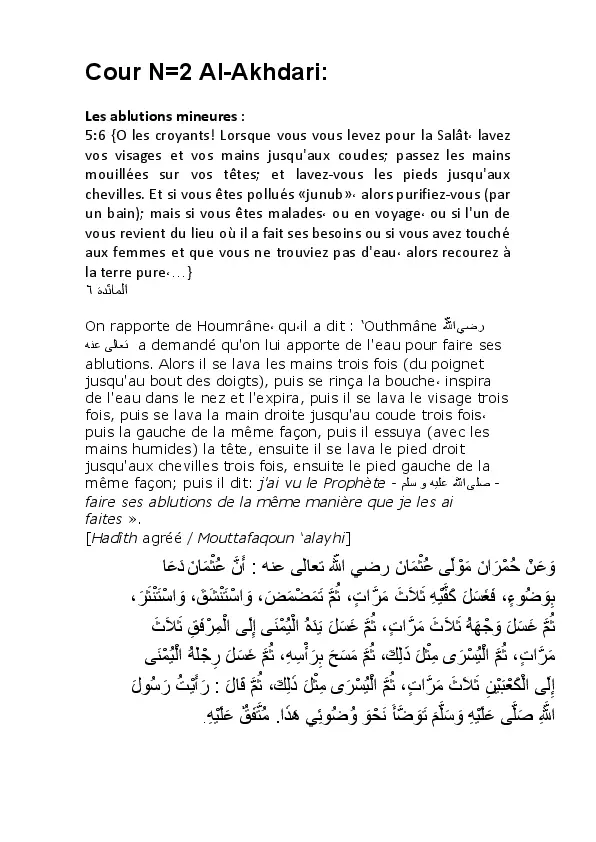 Cour N=2 Al-Akhdari:
Les ablutions mineures :
5:6 {O les croyants! Lorsque vous vous levez pour la Salât، lavez
vos visages et vos mains jusqu'aux coudes; passez les mains
mouillées sur vos têtes; et lavez-vous les pieds jusqu'aux
chevilles. Et si vous êtes pollués «junub»، alors purifiez-vous (par
un bain); mais si vous êtes malades، ou en voyage، ou si l'un de
vous revient du lieu où il a fait ses besoins ou si vous avez touché
aux femmes et que vous ne trouviez pas d'eau، alors recourez à
la terre pure،…}
المائدة ٦
On rapporte de Houmrâne، qu،il a dit : ‛Outhmâne رضي الله
تعالى عنه a demandé qu'on lui apporte de l'eau pour faire ses
ablutions. Alors il se lava les mains trois fois (du poignet
jusqu'au bout des doigts), puis se rinça la bouche، inspira
de l'eau dans le nez et l'expira, puis il se lava le visage trois
fois, puis se lava la main droite jusqu'au coude trois fois،
puis la gauche de la même façon, puis il essuya (avec les
mains humides) la tête, ensuite il se lava le pied droit
jusqu'aux chevilles trois fois, ensuite le pied gauche de la
même façon; puis il dit: j'ai vu le Prophète - صلى الله عليه و سلم -
faire ses ablutions de la même manière que je les ai
faites ».
[Hadîth agréé / Mouttafaqoun ‛alayhi]
وَعَنْ حُمْرَانَ مَوْلَى عُثْمَانَ رضي الله تعالى عنه : أَنَّ عُثْمَانَ دَعَا
بِوَضُوءٍ، فَغَسَلَ كَفَّيْهِ ثَلَاثَ مَرَّاتٍ، ثُمَّ تَمَضْمَضَ، وَاسْتَنْشَقَ، وَاسْتَنْثَرَ،
ثُمَّ غَسَلَ وَجْهَهُ ثَلَاثَ مَرَّاتٍ، ثُمَّ غَسَلَ يَدَهُ الْيُمْنَى إِلَى الْمِرْفَقِ ثَلَاثَ
مَرَّاتٍ، ثُمَّ الْيُسْرَى مِثْلَ ذَلِكَ، ثُمَّ مَسَحَ بِرَأْسِهِ، ثُمَّ غَسَلَ رِجْلَهُ الْيُمْنَى
إِلَى الْكَعْبَيْنِ ثَلَاثَ مَرَّاتٍ، ثُمَّ الْيُسْرَى مِثْلَ ذَلِكَ، ثُمَّ قَالَ : رَأَيْتُ رَسُولَ
اللَّهِ صَلَّى عَلَيْهِ وَسَلَّمَ تَوَضَّأَ نَحْوَ وُضُوئِي هَذَا. مُتَّفَقٌ عَلَيْهِ.